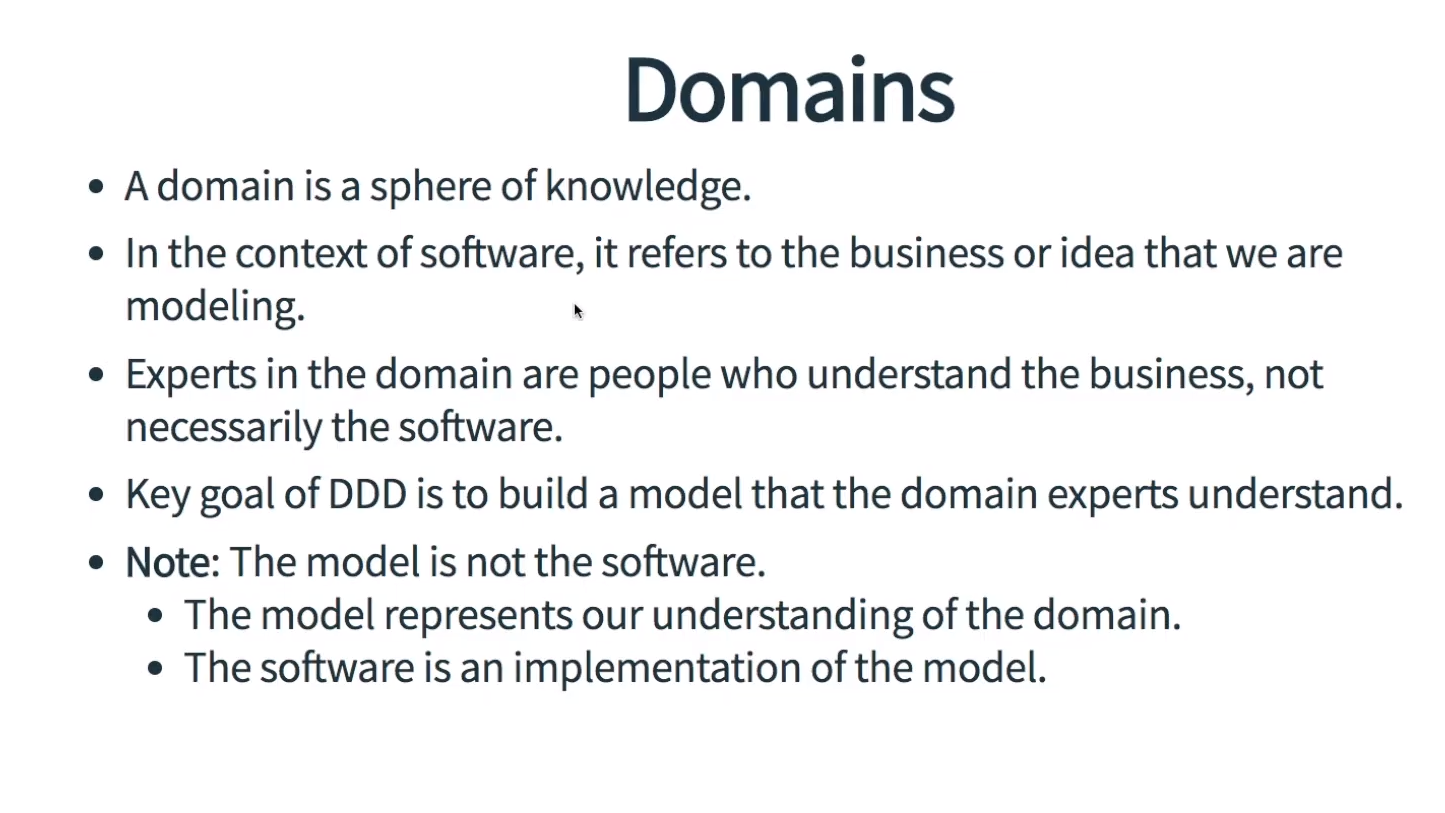 Domains
• A domain is a sphere of knowledge.
• In the context of software, it refers to the business or idea that we are
modeling.
• Experts in the domain are people who understand the business, not
necessarily the software.
• Key goal of DDD is to build a model that the domain experts understand.
• Note: The model is not the software.
• The model represents our understanding of the domain.
• The software is an implementation of the model.